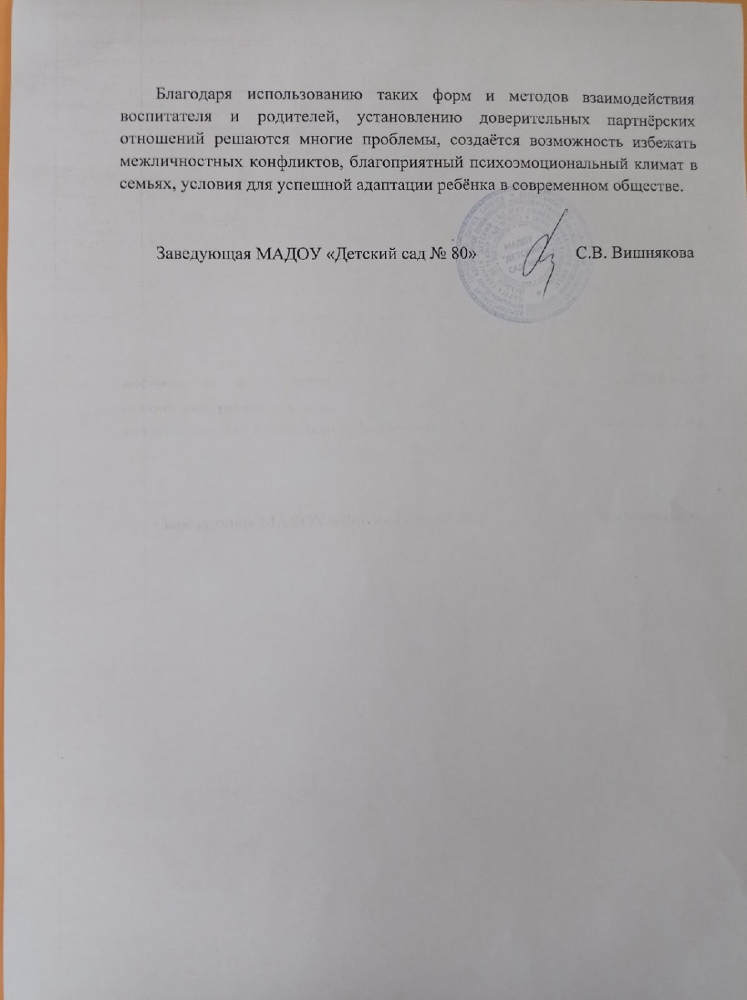 Благодаря использованию таких форм и методов взаимодействия
воспитателя и родителей, установлению доверительных партнёрских
отношений решаются многие проблемы, создаётся возможность избежать
межличностных конфликтов, благоприятный психоэмоциональный климат в
семьях, условия для успешной адаптации ребёнка в современном обществе.
Заведующая МАДОУ «Детский сад № 80»
МАДОУ
"ДЕТСКИЙ
САД
С.В. Вишнякова